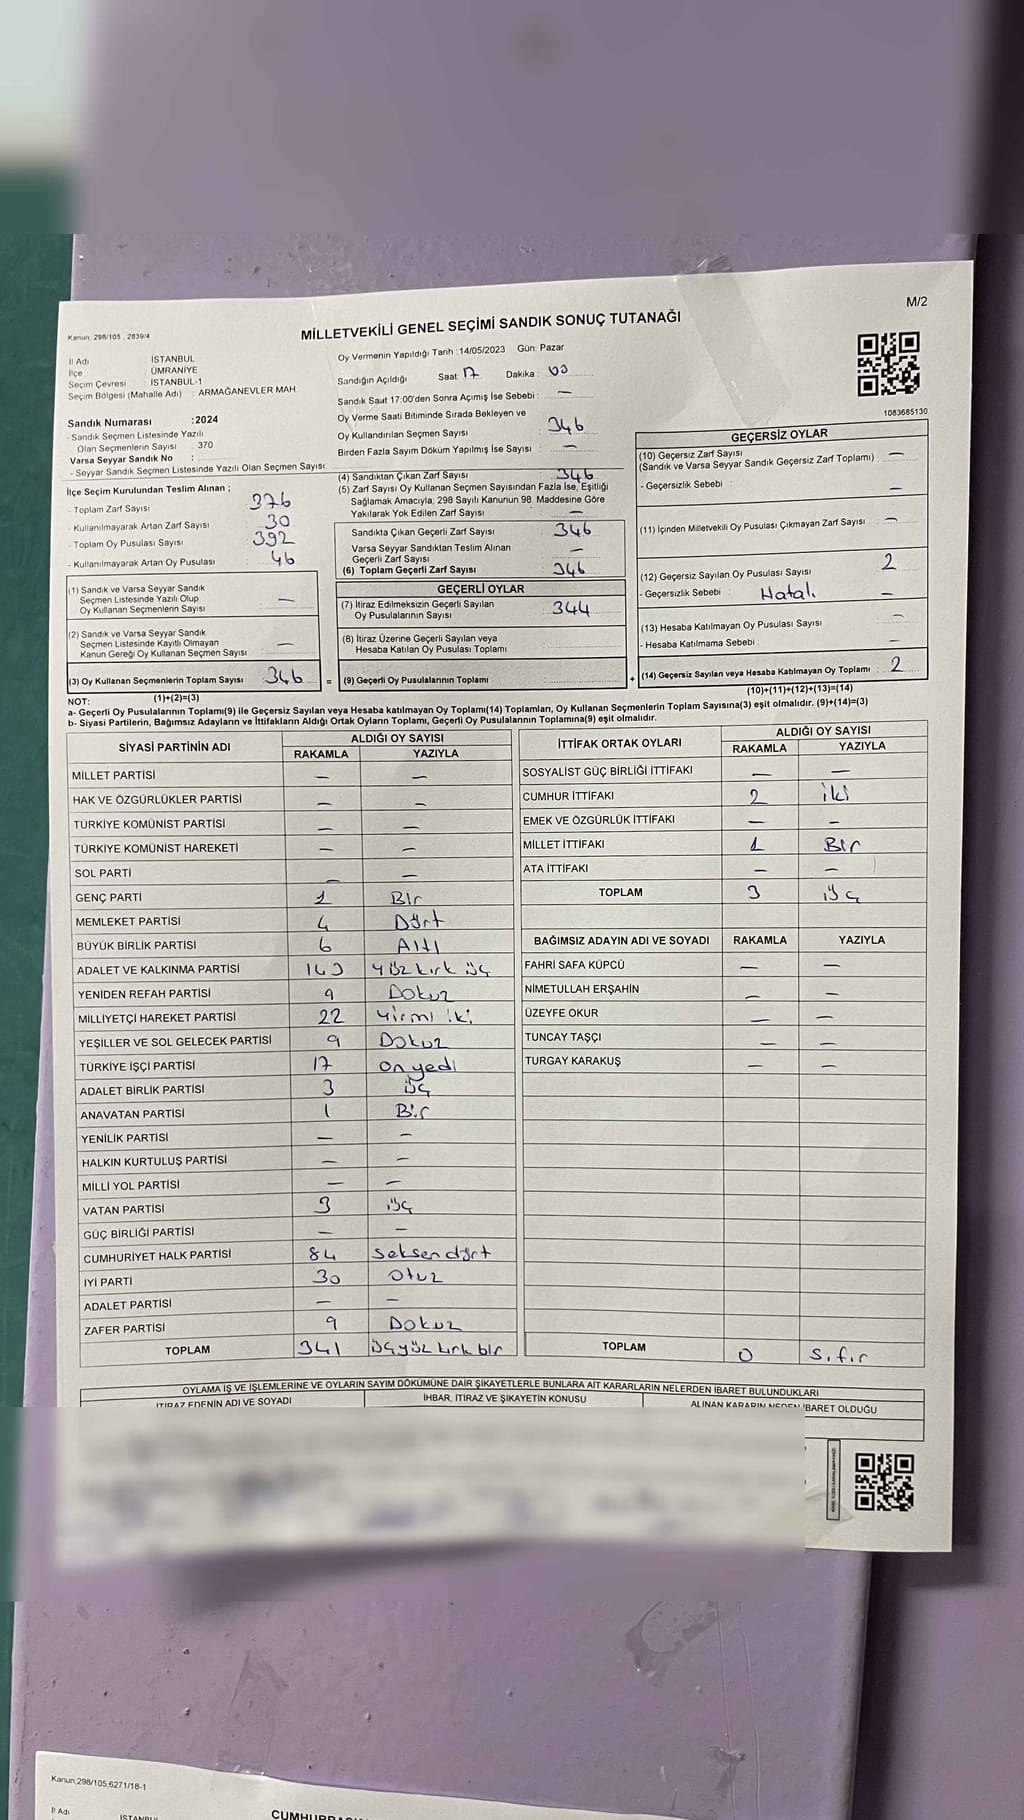 M/2
Kanun: 298/105, 2839/4
MİLLETVEKİLİ GENEL SEÇİMİ SANDIK SONUÇ TUTANAĞI
İl Adı İSTANBUL
İlçe ÜMRANİYE
Seçim Çevresi : İSTANBUL-1
Seçim Bölgesi (Mahalle Adı) : ARMAĞANEVLER MAH.
Oy Vermenin Yapıldığı Tarih :14/05/2023 Gün: Pazar
Sandığın Açıldığı Saat: 17 Dakika: 00
Sandık Saat 17:00'den Sonra Açımış İse Sebebi : —
Oy Verme Saati Bitiminde Sırada Bekleyen ve
Oy Kullandırılan Seçmen Sayısı 346
Birden Fazla Sayım Döküm Yapılmış İse Sayısı : —
1083685130
Sandık Numarası :2024
- Sandık Seçmen Listesinde Yazılı
Olan Seçmenlerin Sayısı : 370
Varsa Seyyar Sandık No :
- Seyyar Sandık Seçmen Listesinde Yazılı Olan Seçmen Sayısı:
İlçe Seçim Kurulundan Teslim Alınan ;
- Toplam Zarf Sayısı 376
- Kullanılmayarak Artan Zarf Sayısı 30
- Toplam Oy Pusulası Sayısı 392
- Kullanılmayarak Artan Oy Pusulası 46
(1) Sandık ve Varsa Seyyar Sandık
Seçmen Listesinde Yazılı Olup
Oy Kullanan Seçmenlerin Sayısı —
(2) Sandık ve Varsa Seyyar Sandık
Seçmen Listesinde Kayıtlı Olmayan
Kanun Gereği Oy Kullanan Seçmen Sayısı : —
(3) Oy Kullanan Seçmenlerin Toplam Sayısı 346 =
(1)+(2)=(3)
(4) Sandıktan Çıkan Zarf Sayısı 346
(5) Zarf Sayısı Oy Kullanan Seçmen Sayısından Fazla İse, Eşitliği
Sağlamak Amacıyla; 298 Sayılı Kanunun 98. Maddesine Göre
Yakılarak Yok Edilen Zarf Sayısı : —
Sandıkta Çıkan Geçerli Zarf Sayısı : 346
Varsa Seyyar Sandıktan Teslim Alınan
Geçerli Zarf Sayısı : —
(6) Toplam Geçerli Zarf Sayısı : 346
GEÇERLİ OYLAR
(7) İtiraz Edilmeksizin Geçerli Sayılan
Oy Pusulalarının Sayısı : 344
(8) İtiraz Üzerine Geçerli Sayılan veya
Hesaba Katılan Oy Pusulası Toplamı
(9) Geçerli Oy Pusulalarının Toplamı : +
GEÇERSİZ OYLAR
(10) Geçersiz Zarf Sayısı
(Sandık ve Varsa Seyyar Sandık Geçersiz Zarf Toplamı) : —
- Geçersizlik Sebebi : —
(11) İçinden Milletvekili Oy Pusulası Çıkmayan Zarf Sayısı : —
(12) Geçersiz Sayılan Oy Pusulası Sayısı 2
- Geçersizlik Sebebi : Hatalı —
(13) Hesaba Katılmayan Oy Pusulası Sayısı —
- Hesaba Katılmama Sebebi : —
(14) Geçersiz Sayılan veya Hesaba Katılmayan Oy Toplamı : 2
(10)+(11)+(12)+(13)=(14)
NOT:
a- Geçerli Oy Pusulalarının Toplamı(9) ile Geçersiz Sayılan veya Hesaba katılmayan Oy Toplamı(14) Toplamları, Oy Kullanan Seçmenlerin Toplam Sayısına(3) eşit olmalıdır. (9)+(14)=(3)
b- Siyasi Partilerin, Bağımsız Adayların ve İttifakların Aldığı Ortak Oyların Toplamı, Geçerli Oy Pusulalarının Toplamına(9) eşit olmalıdır.
SİYASİ PARTİNİN ADI ALDIĞI OY SAYISI
RAKAMLA YAZIYLA
MİLLET PARTİSİ — —
HAK VE ÖZGÜRLÜKLER PARTİSİ — —
TÜRKİYE KOMÜNİST PARTİSİ — —
TÜRKİYE KOMÜNİST HAREKETİ — —
SOL PARTİ — —
GENÇ PARTİ 1 Bir
MEMLEKET PARTİSİ 4 Dört
BÜYÜK BİRLİK PARTİSİ 6 Altı
ADALET VE KALKINMA PARTİSİ 143 Yüz kırk üç
YENİDEN REFAH PARTİSİ 9 Dokuz
MİLLİYETÇİ HAREKET PARTİSİ 22 Yirmi iki
YEŞİLLER VE SOL GELECEK PARTİSİ 9 Dokuz
TÜRKİYE İŞÇİ PARTİSİ 17 On yedi
ADALET BİRLİK PARTİSİ 3 üç
ANAVATAN PARTİSİ 1 Bir
YENİLİK PARTİSİ — —
HALKIN KURTULUŞ PARTİSİ — —
MİLLİ YOL PARTİSİ — —
VATAN PARTİSİ 3 üç
GÜÇ BİRLİĞİ PARTİSİ — —
CUMHURİYET HALK PARTİSİ 84 Seksen dört
İYİ PARTİ 30 Otuz
ADALET PARTİSİ — —
ZAFER PARTİSİ 9 Dokuz
TOPLAM 341 üçyüz kırk bir
İTTİFAK ORTAK OYLARI ALDIĞI OY SAYISI
RAKAMLA YAZIYLA
SOSYALİST GÜÇ BİRLİĞİ İTTİFAKI — —
CUMHUR İTTİFAKI 2 iki
EMEK VE ÖZGÜRLÜK İTTİFAKI — —
MİLLET İTTİFAKI 1 Bir
ATA İTTİFAKI — —
TOPLAM 3 üç
BAĞIMSIZ ADAYIN ADI VE SOYADI RAKAMLA YAZIYLA
FAHRİ SAFA KÜPCÜ — —
NİMETULLAH ERŞAHİN — —
ÜZEYFE OKUR — —
TUNCAY TAŞÇI — —
TURGAY KARAKUŞ — —
TOPLAM 0 Sıfır
OYLAMA İŞ VE İŞLEMLERİNE VE OYLARIN SAYIM DÖKÜMÜNE DAİR ŞİKAYETLERLE BUNLARA AİT KARARLARIN NELERDEN İBARET BULUNDUKLARI
İTİRAZ EDENİN ADI VE SOYADI İHBAR, İTİRAZ VE ŞİKAYETİN KONUSU ALINAN KARARIN NEDEN İBARET OLDUĞU
Kanun,298/105,6271/18-1
İl Adı İSTANBUL